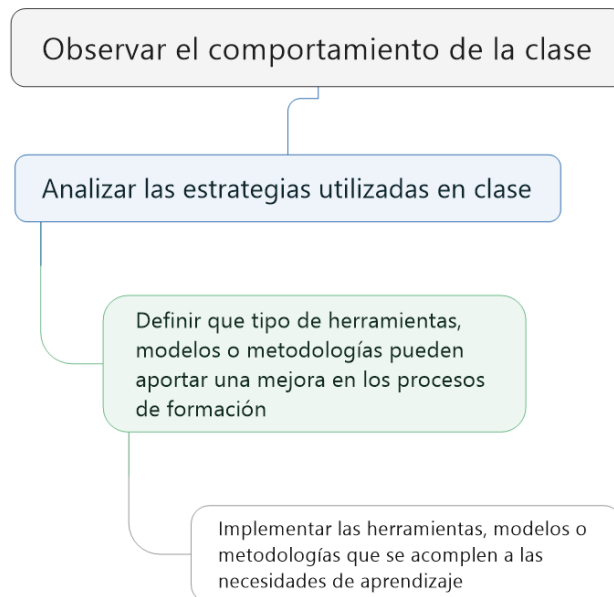 Observar el comportamiento de la clase
Analizar las estrategias utilizadas en clase
Definir que tipo de herramientas,
modelos o metodologías pueden
aportar una mejora en los procesos
de formación
Implementar las herramientas, modelos o
metodologías que se acomplen a las
necesidades de aprendizaje